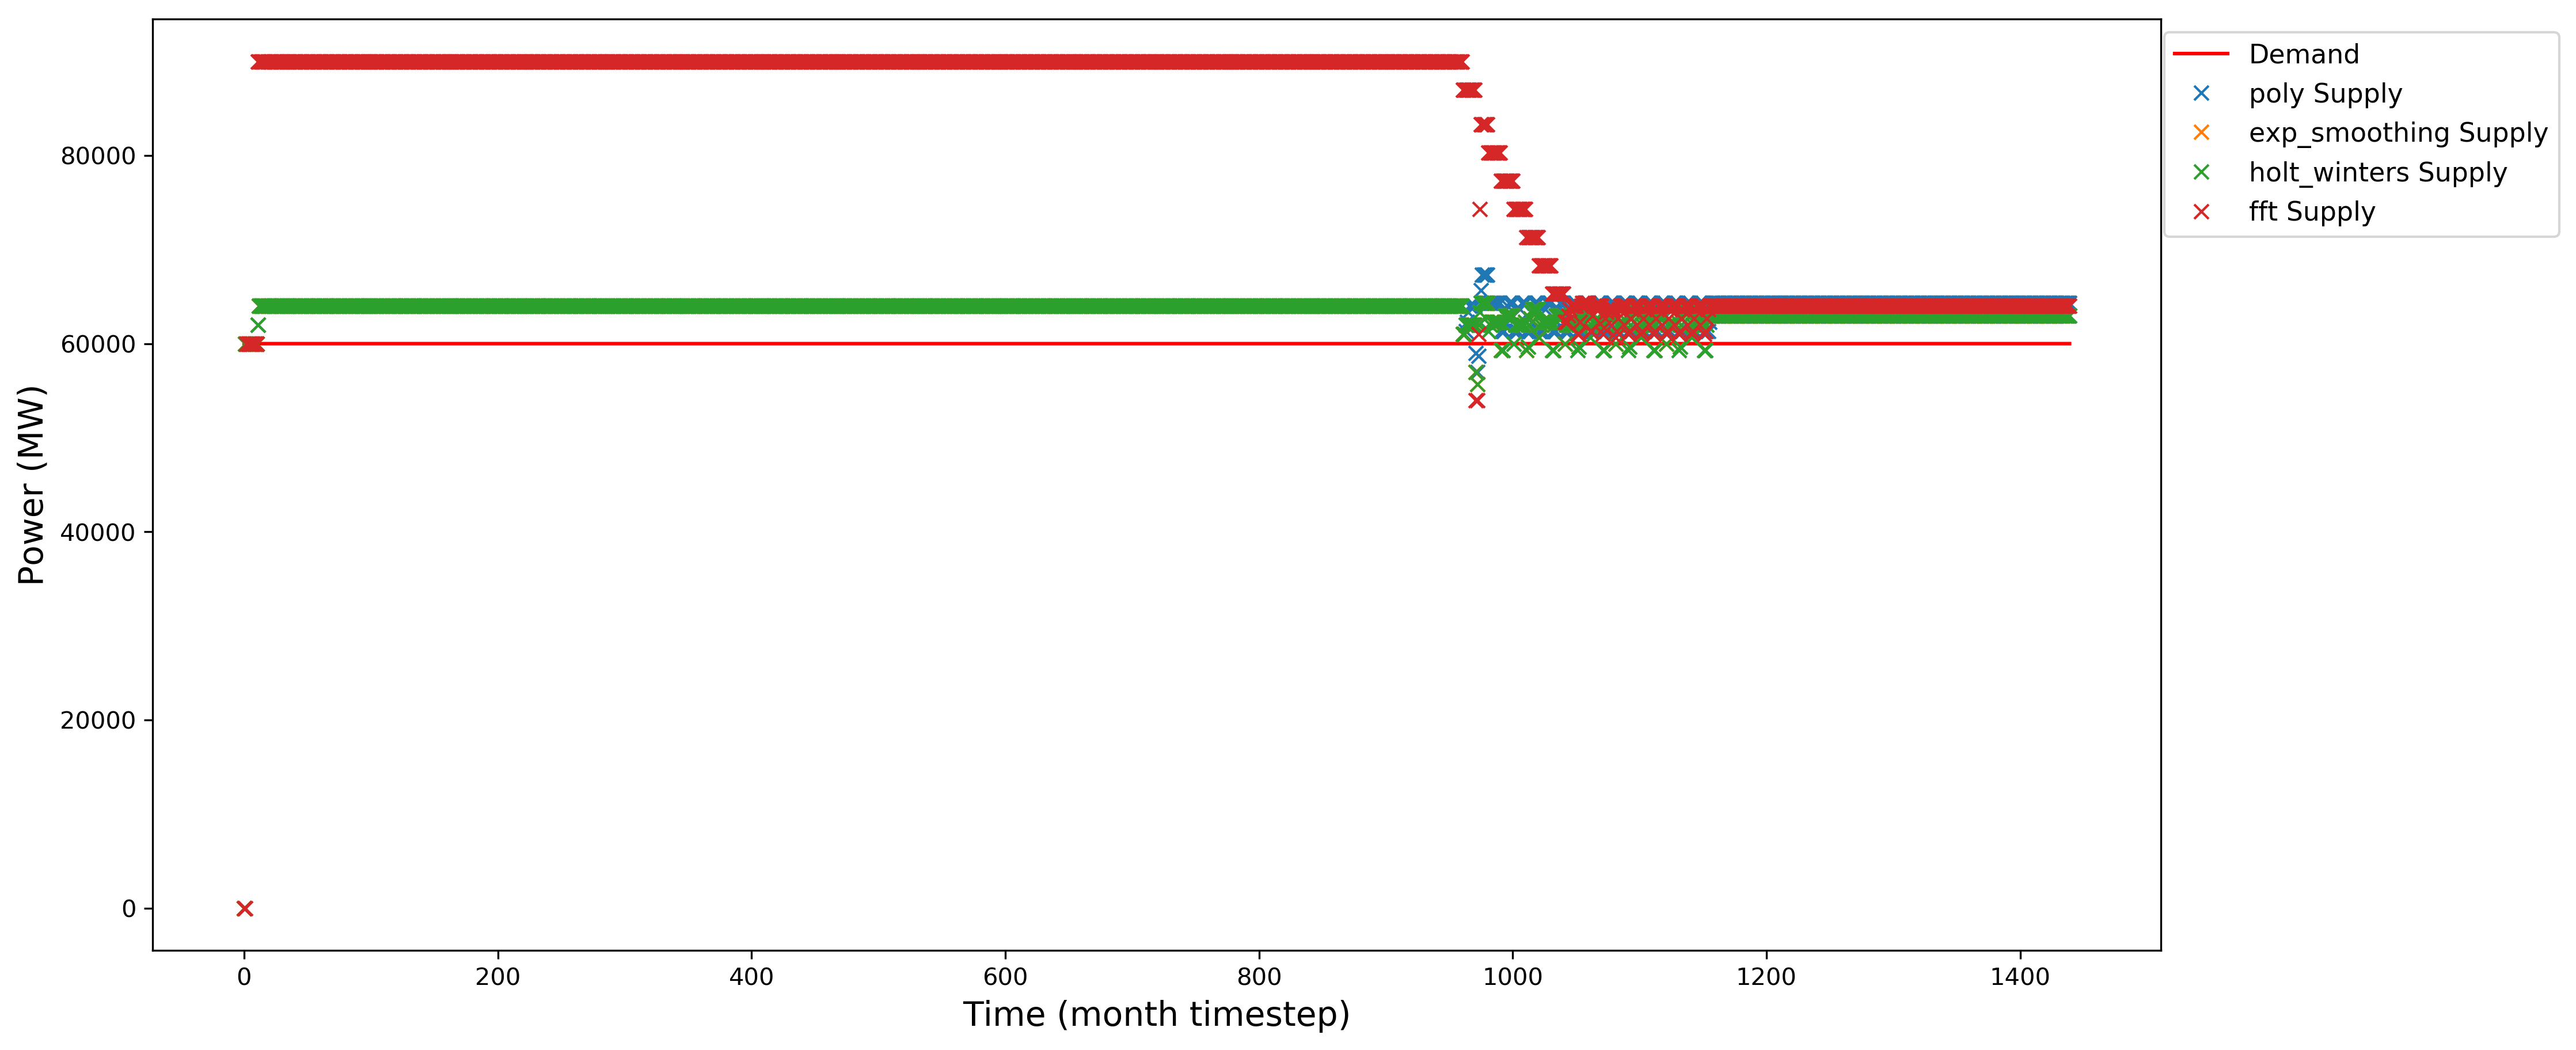 Demand
poly Supply
exp_smoothing Supply
holt_winters Supply
fft Supply
Power (MW)
80000
60000
40000
20000
0
0 200 400 600 800 1000 1200 1400
Time (month timestep)